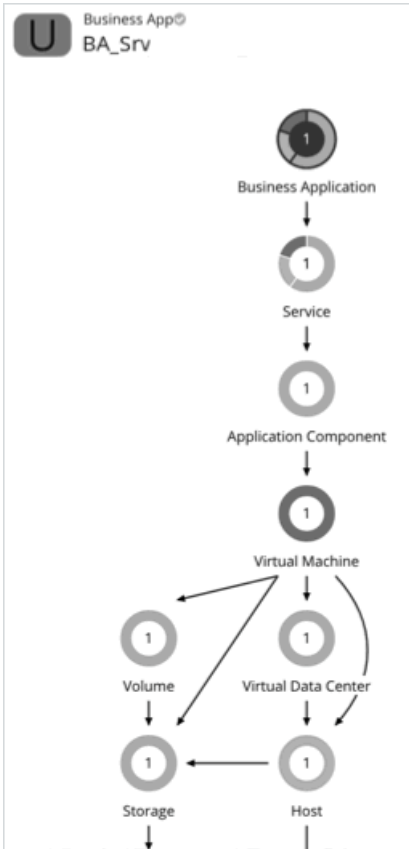 U
Business App
BA_Srv
1
Business Application
1
Service
1
Application Component
1
Virtual Machine
1
1
Volume
Virtual Data Center
1
1
Storage
Host